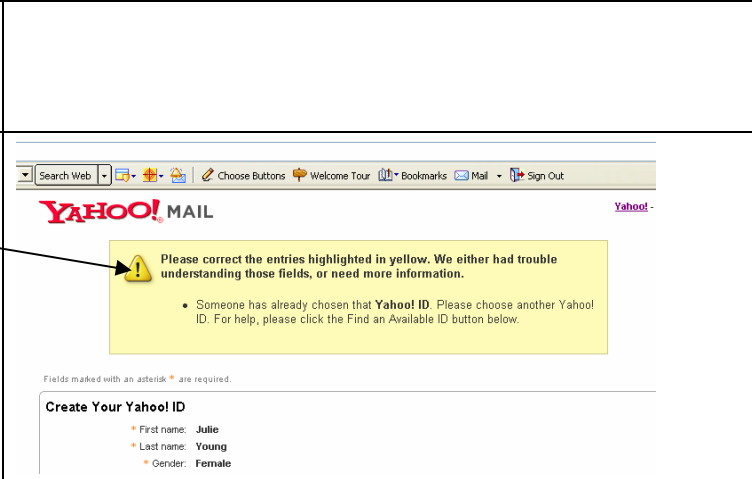 Search Web Choose Buttons Welcome Tour Bookmarks Mail Sign Out
YAHOO! MAIL
Yahoo! -
Please correct the entries highlighted in yellow. We either had trouble
understanding those fields, or need more information.
• Someone has already chosen that Yahoo! ID. Please choose another Yahoo!
ID. For help, please click the Find an Available ID button below.
Fields marked with an asterisk * are required.
Create Your Yahoo! ID
* First name: Julie
* Last name: Young
* Gender: Female